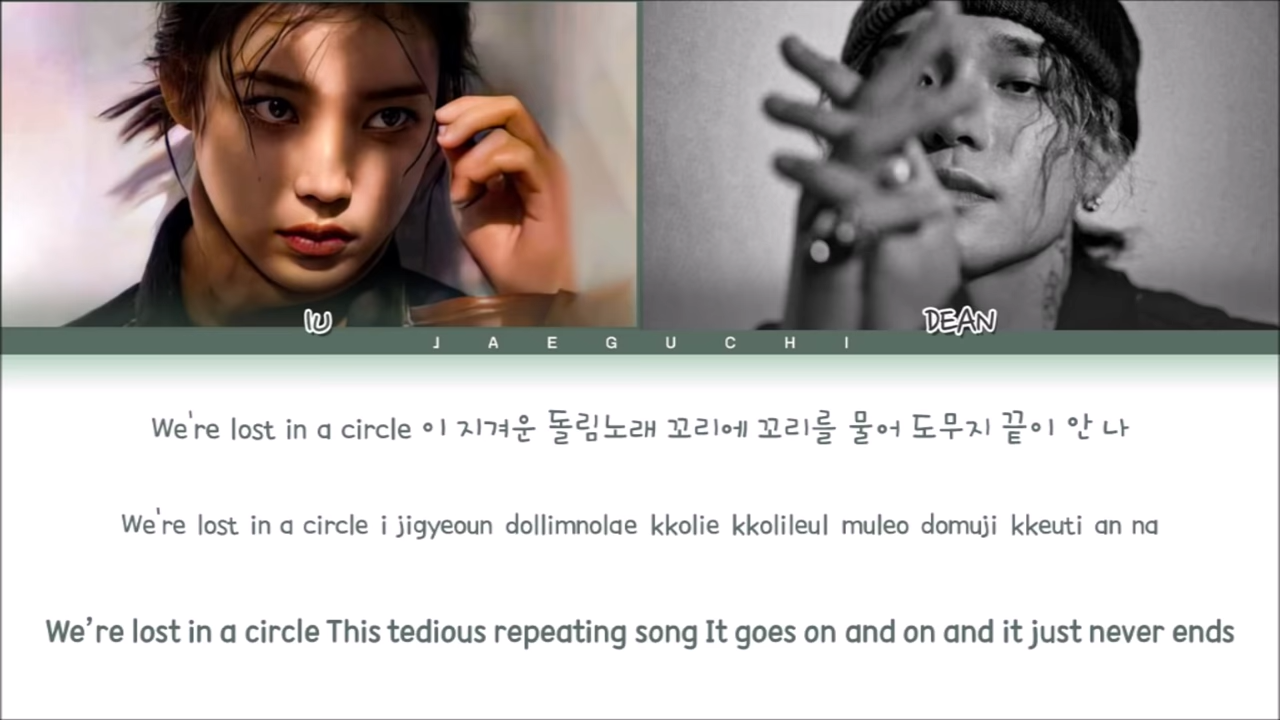 IU
DEAN
JAEGUCHI
We're lost in a circle 이 지겨운 돌림노래 꼬리에 꼬리를 물어 도무지 끝이 안 나
We're lost in a circle i jigyeoun dollimnolae kkolie kkolileul muleo domuji kkeuti an na
We're lost in a circle This tedious repeating song It goes on and on and it just never ends